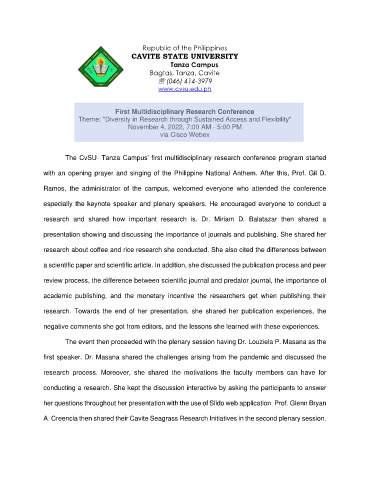 Republic of the Philippines
CAVITE STATE UNIVERSITY
Tanza Campus
Bagtas, Tanza, Cavite
☏ (046) 414-3979
www.cvsu.edu.ph
First Multidisciplinary Research Conference
Theme: "Diversity in Research through Sustained Access and Flexibility"
November 4, 2022, 7:00 AM - 5:00 PM
via Cisco Webex
The CvSU- Tanza Campus' first multidisciplinary research conference program started
with an opening prayer and singing of the Philippine National Anthem. After this, Prof. Gil D.
Ramos, the administrator of the campus, welcomed everyone who attended the conference
especially the keynote speaker and plenary speakers. He encouraged everyone to conduct a
research and shared how important research is. Dr. Miriam D. Balatazar then shared a
presentation showing and discussing the importance of journals and publishing. She shared her
research about coffee and rice research she conducted. She also cited the differences between
a scientific paper and scientific article. In addition, she discussed the publication process and peer
review process, the difference between scientific journal and predator journal, the importance of
academic publishing, and the monetary incentive the researchers get when publishing their
research. Towards the end of her presentation, she shared her publication experiences, the
negative comments she got from editors, and the lessons she learned with these experiences.
The event then proceeded with the plenary session having Dr. Louziela P. Masana as the
first speaker. Dr. Masana shared the challenges arising from the pandemic and discussed the
research process. Moreover, she shared the motivations the faculty members can have for
conducting a research. She kept the discussion interactive by asking the participants to answer
her questions throughout her presentation with the use of Slido web application. Prof. Glenn Bryan
A. Creencia then shared their Cavite Seagrass Research Initiatives in the second plenary session.